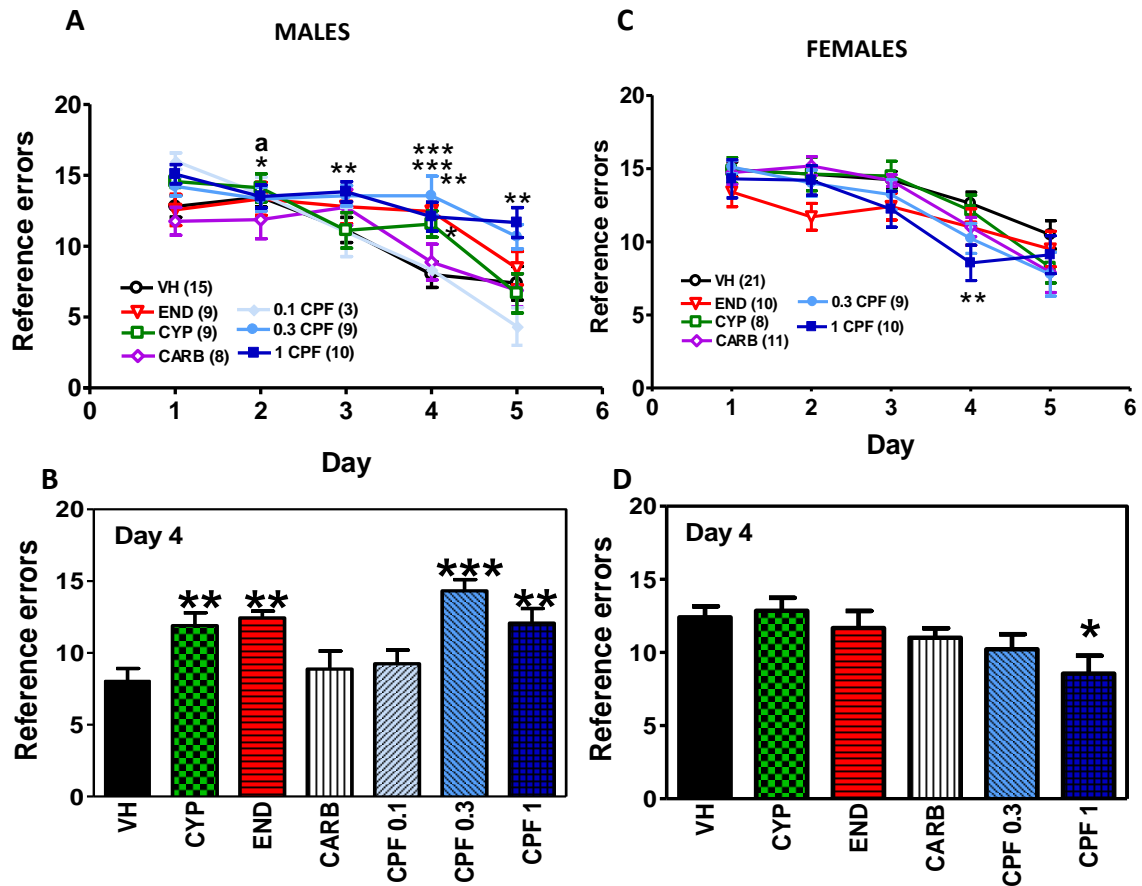 A
MALES
Reference errors
20
15
10
5
0
a
*
**
***
***
**
*
**
VH (15)
END (9)
CYP (9)
CARB (8)
0.1 CPF (3)
0.3 CPF (9)
1 CPF (10)
0 1 2 3 4 5 6
Day
C
FEMALES
Reference errors
20
15
10
5
0
VH (21)
END (10)
CYP (8)
CARB (11)
0.3 CPF (9)
1 CPF (10)
**
0 1 2 3 4 5 6
Day
B
Reference errors
20
15
10
5
0
Day 4
** ** *** **
VH CYP END CARB CPF 0.1 CPF 0.3 CPF 1
D
Reference errors
20
15
10
5
0
Day 4
*
VH CYP END CARB CPF 0.3 CPF 1